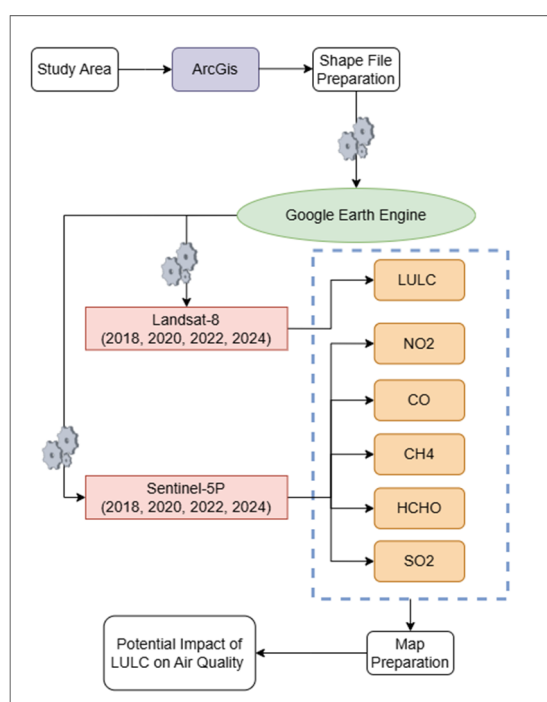 Study Area
ArcGis
Shape File
Preparation
Google Earth Engine
LULC
Landsat-8
(2018, 2020, 2022, 2024)
NO2
CO
CH4
Sentinel-5P
(2018, 2020, 2022, 2024)
HCHO
SO2
Potential Impact of
LULC on Air Quality
Map
Preparation